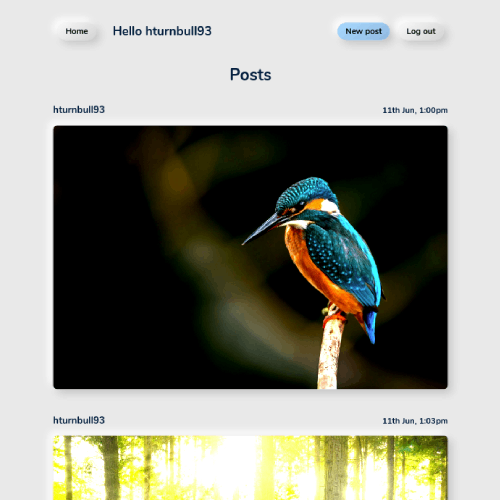 Home Hello hturnbull93 New post Log out
Posts
hturnbull93 11th Jun, 1:00pm
hturnbull93 11th Jun, 1:03pm